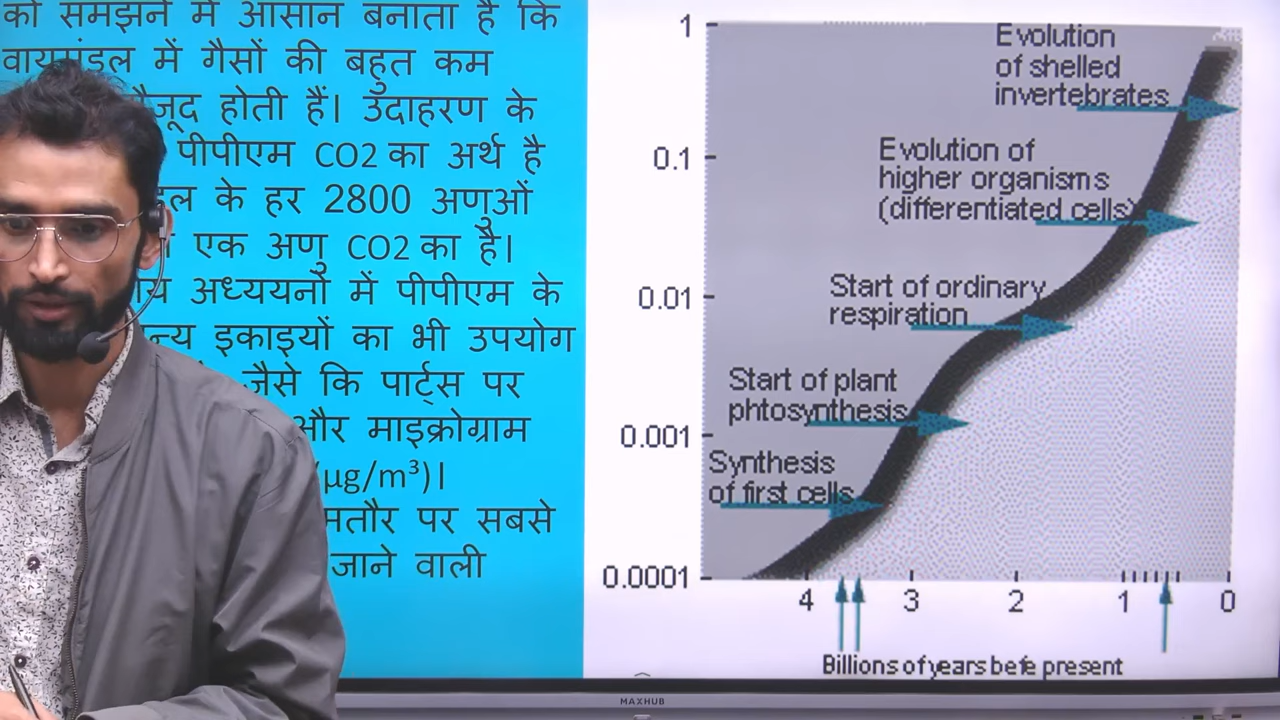 को समझने में आसान बनाता है कि
वायुमंडल में गैसों की बहुत कम
मौजूद होती हैं। उदाहरण के
पीपीएम CO2 का अर्थ है
के हर 2800 अणुओं
एक अणु CO2 का है।
अध्ययनों में पीपीएम के
इकाइयों का भी उपयोग
जैसे कि पार्ट्स पर
और माइक्रोग्राम
(µg/m³)।
पर सबसे
जाने वाली
1
0.1
0.01
0.001
0.0001
Evolution
of shelled
invertebrates
Evolution of
higher organisms
(differentiated cells)
Start of ordinary
respiration
Start of plant
phtosynthesis
Synthesis
of first cells
4 3 2 1 0
Billions of years befe present
MAXHUB